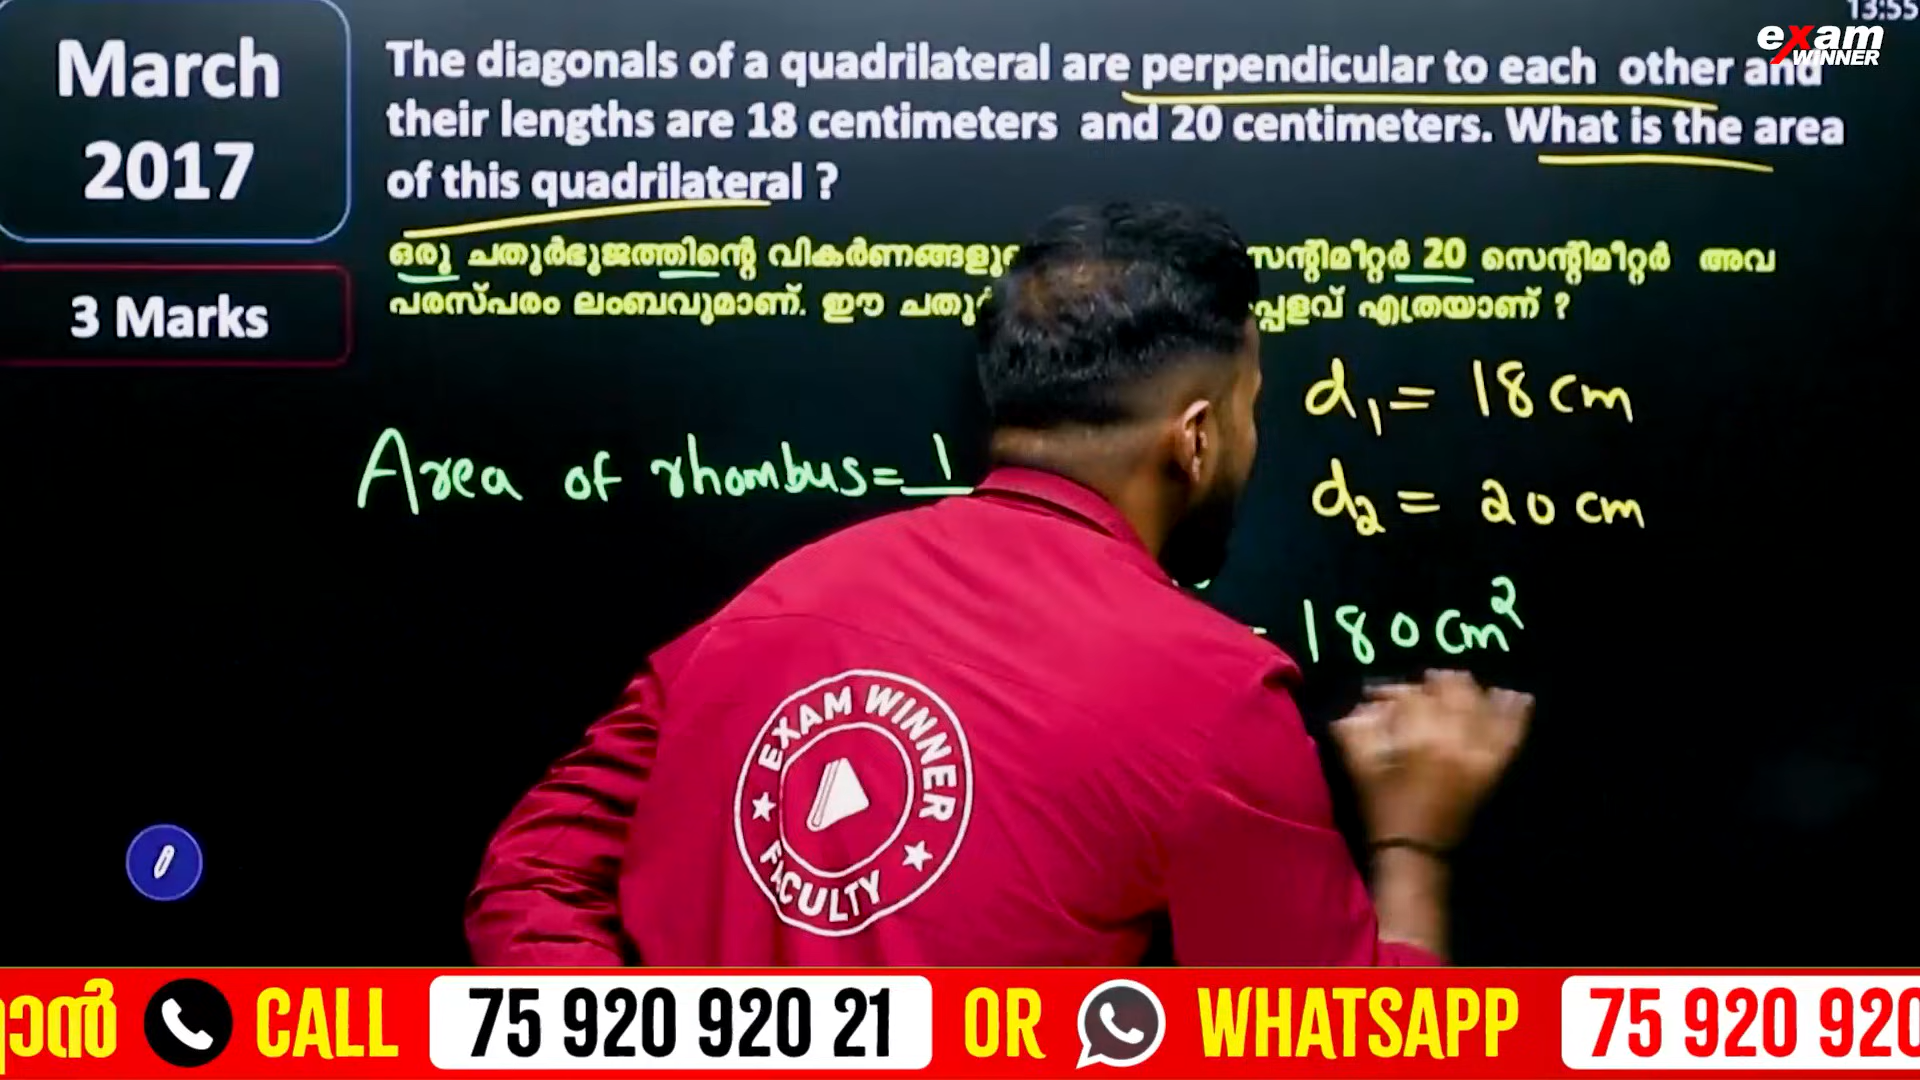 13:55
exam
WINNER
March
2017
3 Marks
The diagonals of a quadrilateral are perpendicular to each other and
their lengths are 18 centimeters and 20 centimeters. What is the area
of this quadrilateral ?
ഒരു ചതുർഭുജത്തിന്റെ സെന്റിമീറ്റർ 20 സെന്റിമീറ്റർ അവ
പരസ്പരം ലംബവുമാണ്. ഈ എത്രയാണ് ?
d₁ = 18 cm
Area of rhombus = 1
d₂ = 20 cm
= 180 cm²
EXAM WINNER
FACULTY
CALL 75 920 920 21 OR WHATSAPP 75 920 920